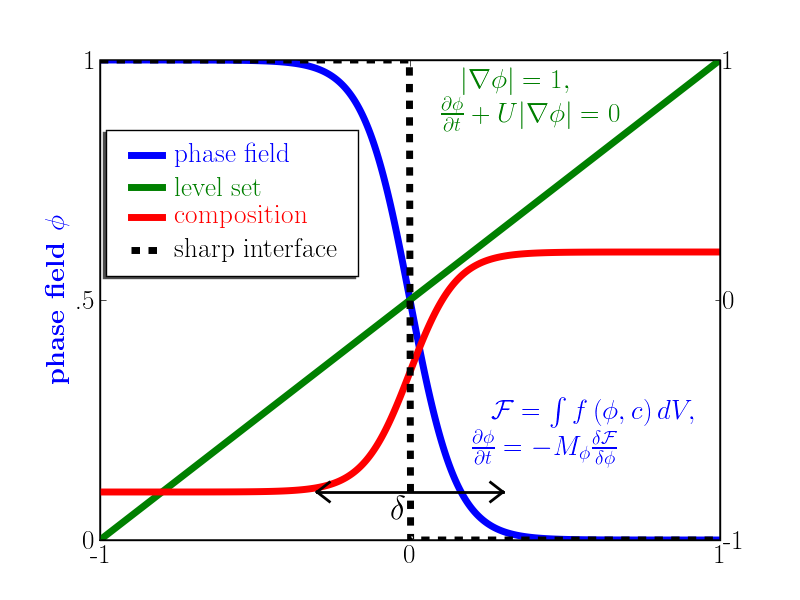 1
1
|∇ϕ| = 1,
∂ϕ/∂t + U|∇ϕ| = 0
phase field
level set
composition
sharp interface
phase field ϕ
.5
0
ℱ = ∫ f (ϕ, c) dV,
∂ϕ/∂t = −M_ϕ δℱ/δϕ
δ
0
-1
-1
0
1